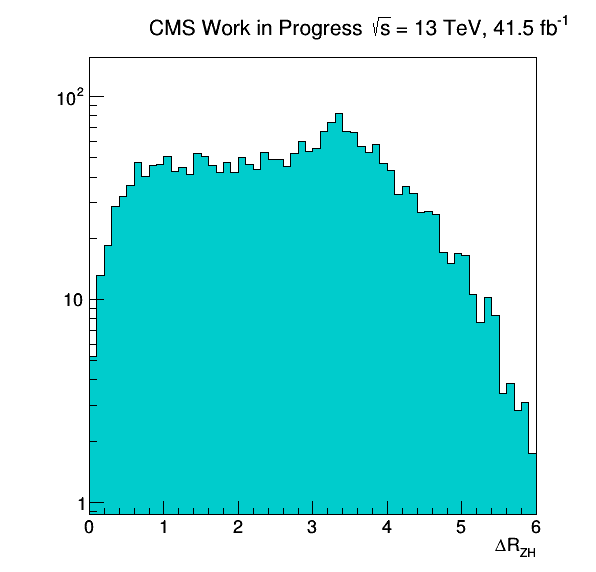 CMS Work in Progress √s = 13 TeV, 41.5 fb⁻¹
10²
10
1
0 1 2 3 4 5 6
ΔR_ZH